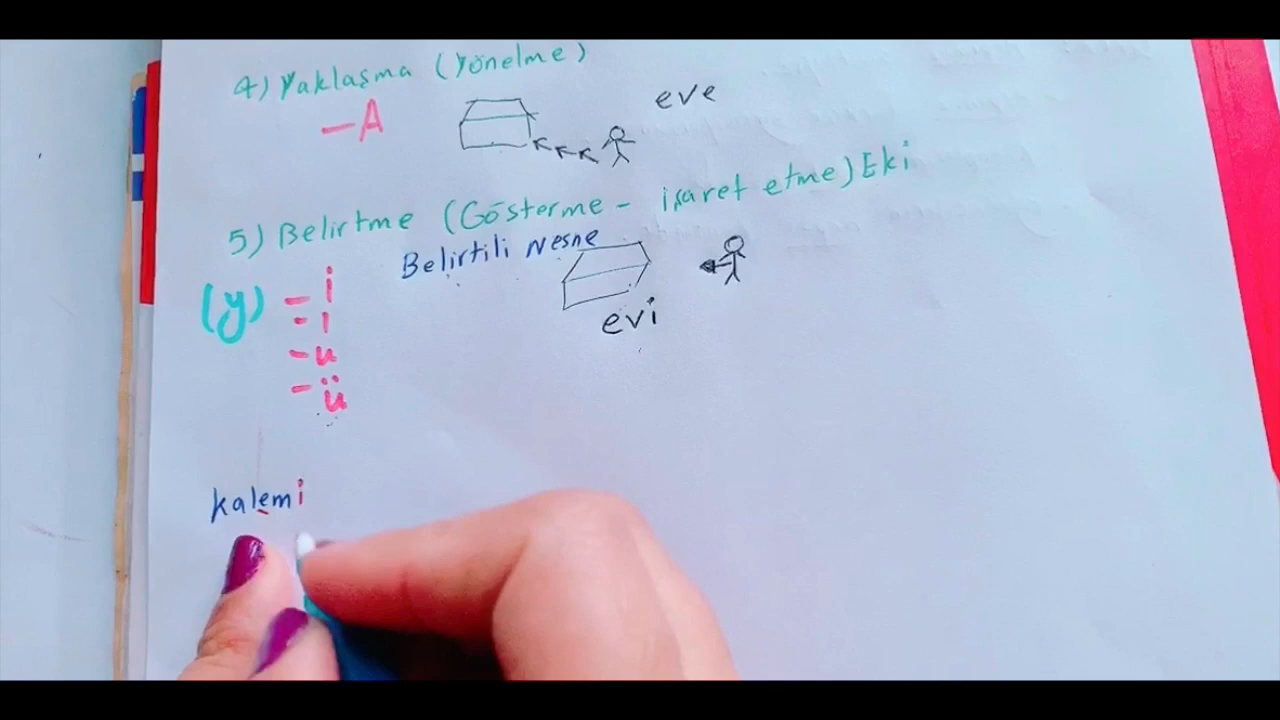 4) Yaklaşma (Yönelme)
-A
eve
5) Belirtme (Gösterme - işaret etme) Eki
Belirtili Nesne
(y) -i
-ı
-u
-ü
evi
kalemi